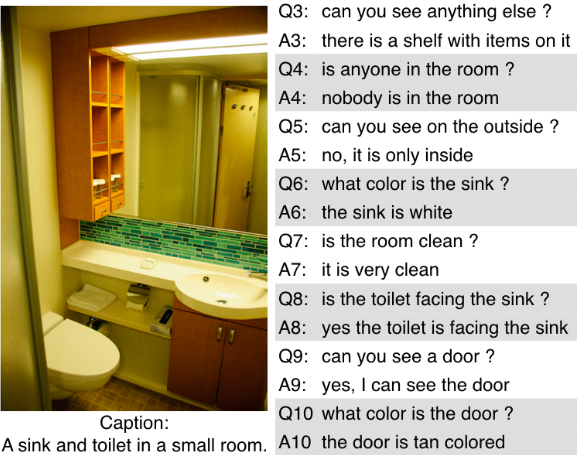 Q3: can you see anything else ?
A3: there is a shelf with items on it
Q4: is anyone in the room ?
A4: nobody is in the room
Q5: can you see on the outside ?
A5: no, it is only inside
Q6: what color is the sink ?
A6: the sink is white
Q7: is the room clean ?
A7: it is very clean
Q8: is the toilet facing the sink ?
A8: yes the toilet is facing the sink
Q9: can you see a door ?
A9: yes, I can see the door
Q10 what color is the door ?
A10 the door is tan colored
Caption:
A sink and toilet in a small room.